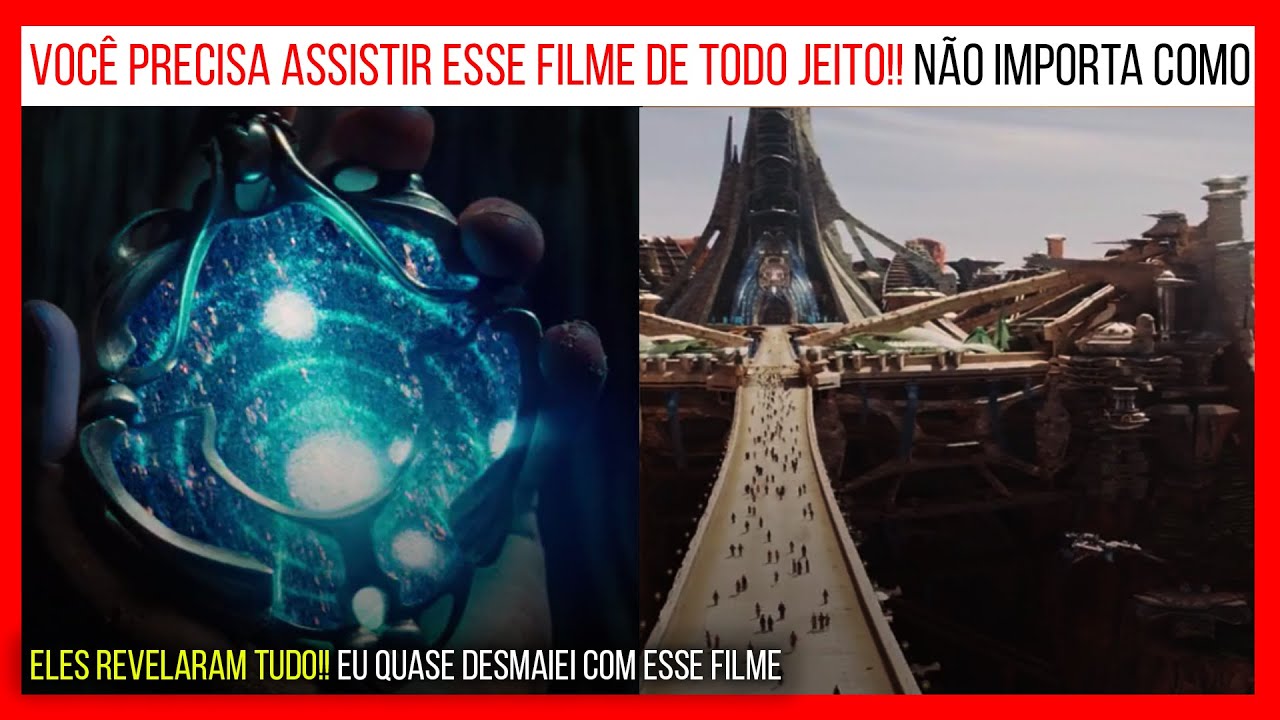 VOCÊ PRECISA ASSISTIR ESSE FILME DE TODO JEITO!! NÃO IMPORTA COMO
ELES REVELARAM TUDO!! EU QUASE DESMAIEI COM ESSE FILME